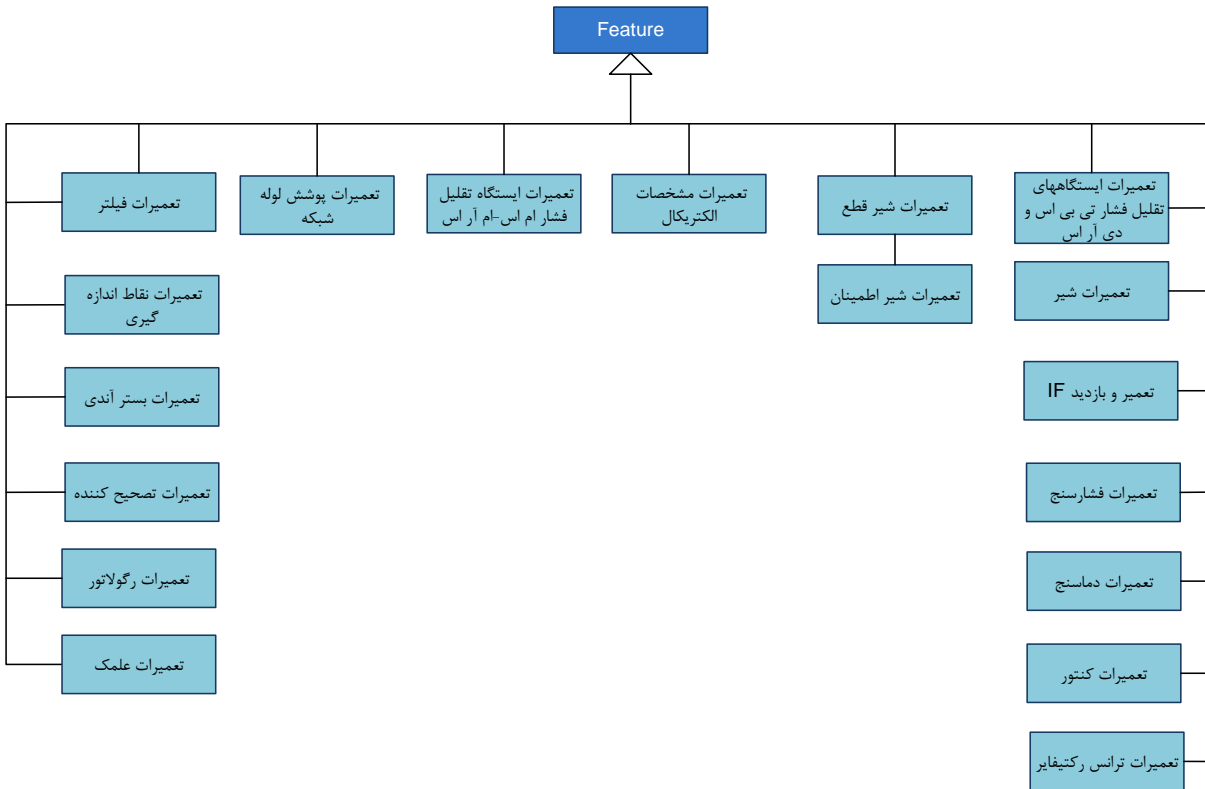 Feature
تعمیرات ایستگاههای
تقلیل فشار تی بی اس و
دی آر اس
تعمیرات شیر قطع
تعمیرات مشخصات
الکتریکال
تعمیرات ایستگاه تقلیل
فشار ام اس-ام آر اس
تعمیرات پوشش لوله
شبکه
تعمیرات فیلتر
تعمیرات شیر
تعمیرات شیر اطمینان
تعمیرات نقاط اندازه
گیری
تعمیر و بازدید IF
تعمیرات بستر آندی
تعمیرات فشارسنج
تعمیرات تصحیح کننده
تعمیرات دماسنج
تعمیرات رگولاتور
تعمیرات کنتور
تعمیرات علمک
تعمیرات ترانس رکتیفایر